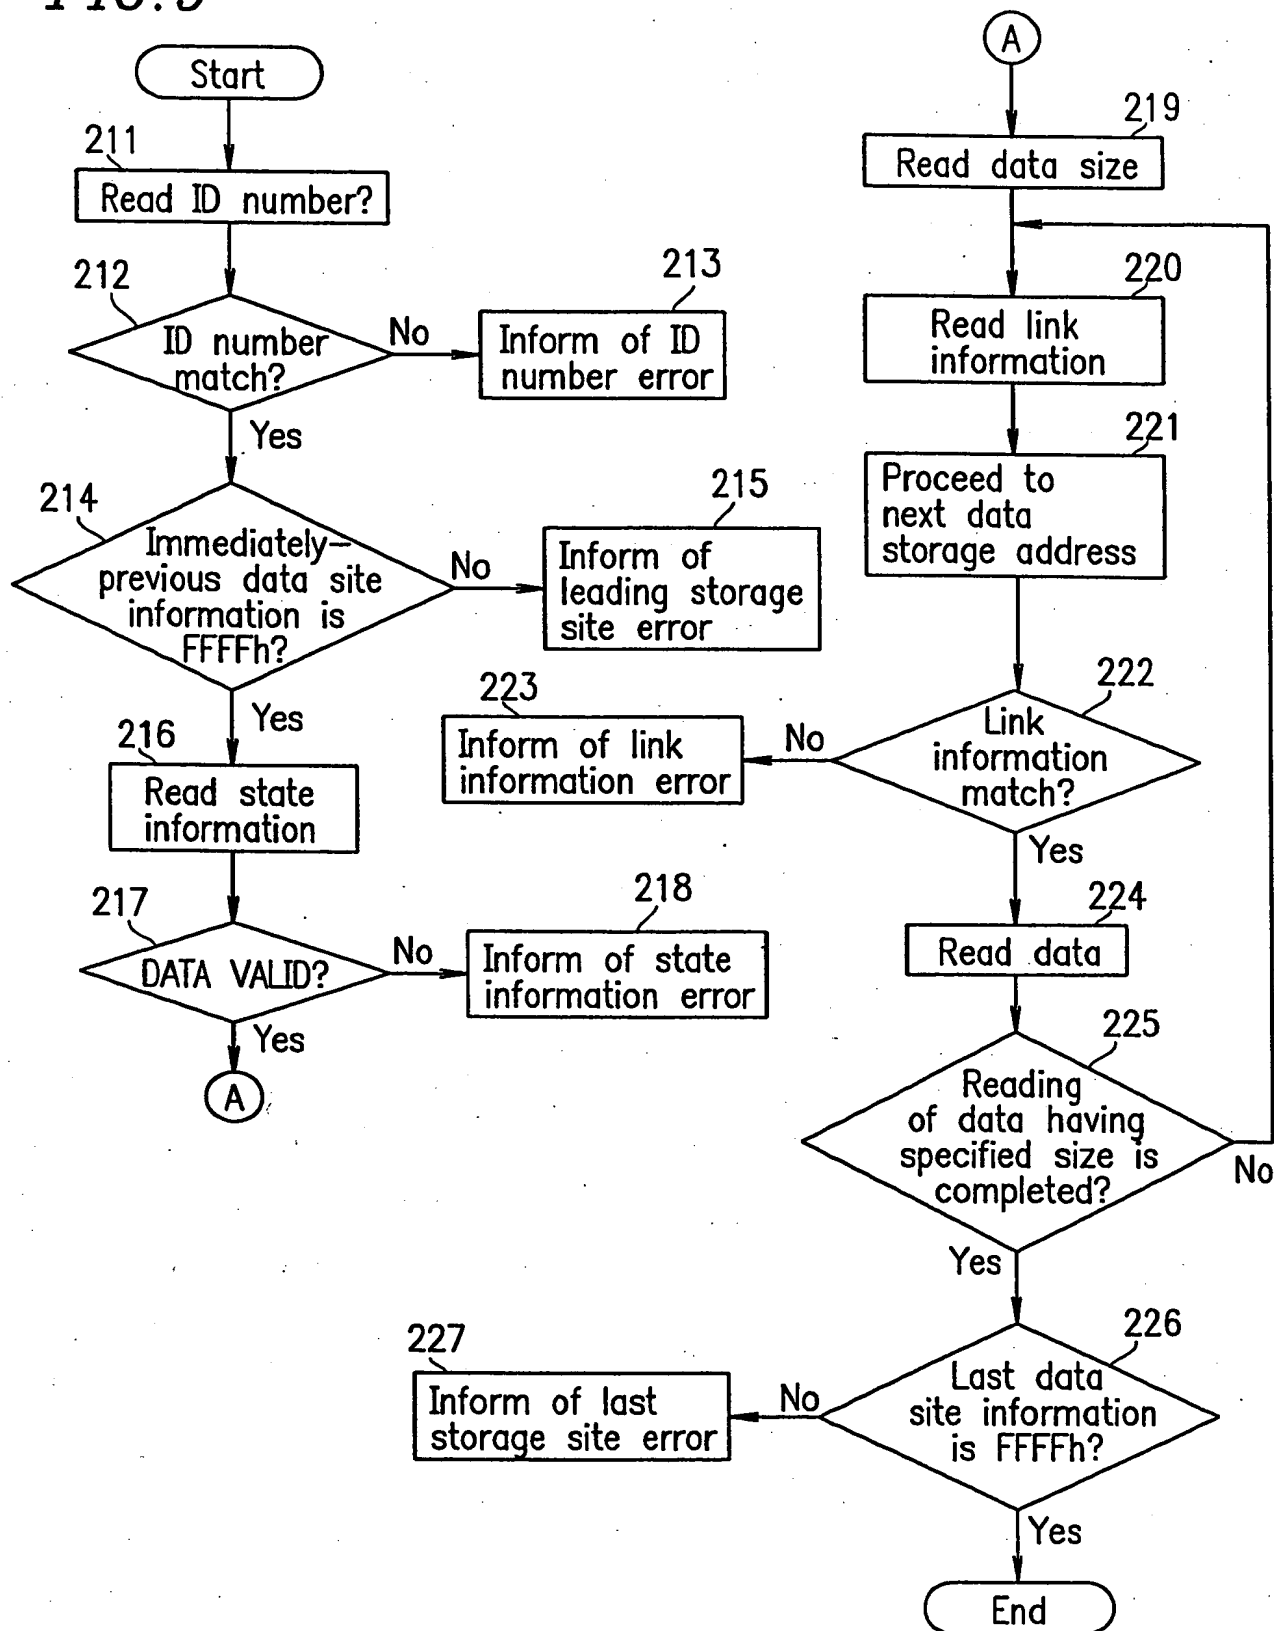 Start
211
Read ID number?
212
ID number
match?
No
213
Inform of ID
number error
Yes
214
Immediately-
previous data site
information is
FFFFh?
No
215
Inform of
leading storage
site error
Yes
216
Read state
information
217
DATA VALID?
No
218
Inform of state
information error
Yes
A
A
219
Read data size
220
Read link
information
221
Proceed to
next data
storage address
222
Link
information
match?
No
223
Inform of link
information error
Yes
224
Read data
225
Reading
of data having
specified size is
completed?
No
Yes
226
Last data
site information
is FFFFh?
No
227
Inform of last
storage site error
Yes
End